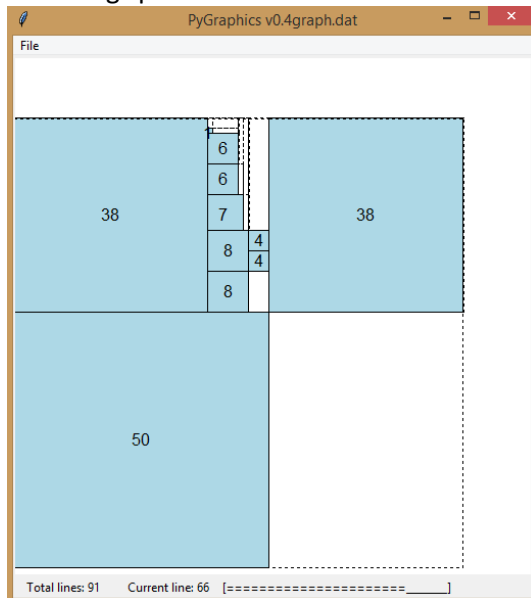 PyGraphics v0.4graph.dat
File
6
6
38 7 38
8 4
4
8
50
Total lines: 91 Current line: 66 [======================______]